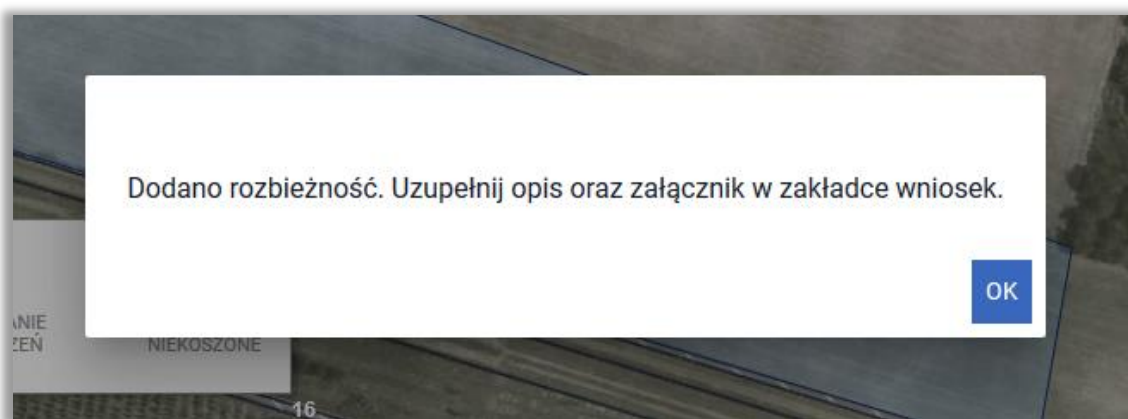 Dodano rozbieżność. Uzupełnij opis oraz załącznik w zakładce wniosek.
OK
NIEKOSZONE
16